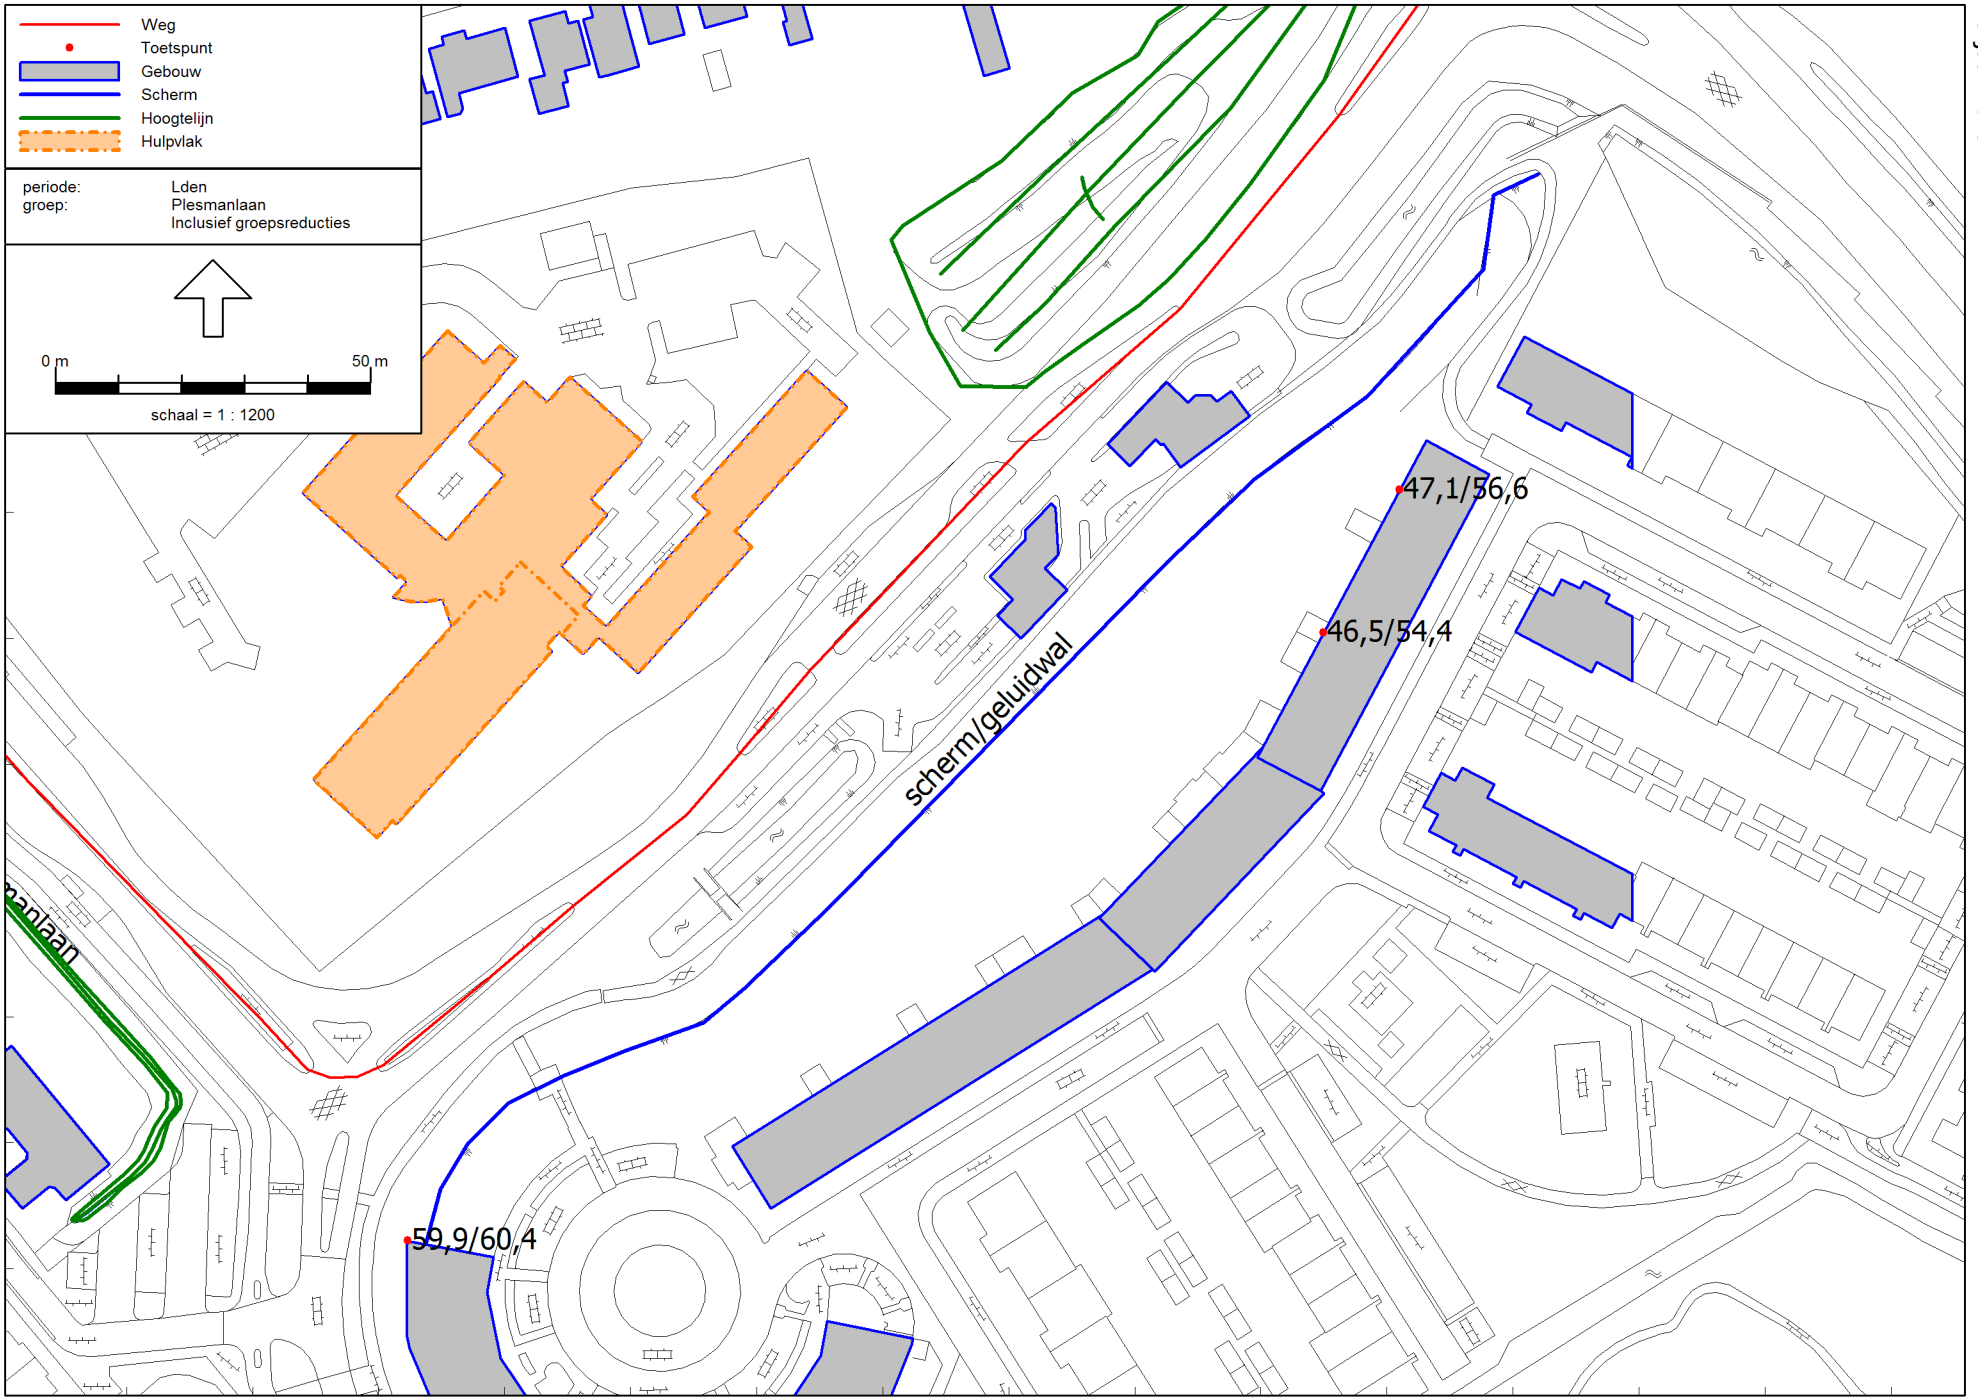 Weg
Toetspunt
Gebouw
Scherm
Hoogtelijn
Hulpvlak
periode: Lden
groep: Plesmanlaan
Inclusief groepsreducties
0 m 50 m
schaal = 1 : 1200
47,1/56,6
46,5/54,4
scherm/geluidwal
manlaan
59,9/60,4